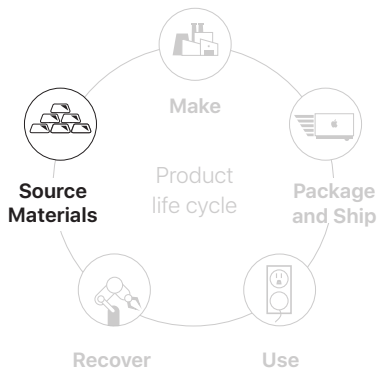 Make
Source
Materials
Product
life cycle
Package
and Ship
Recover
Use